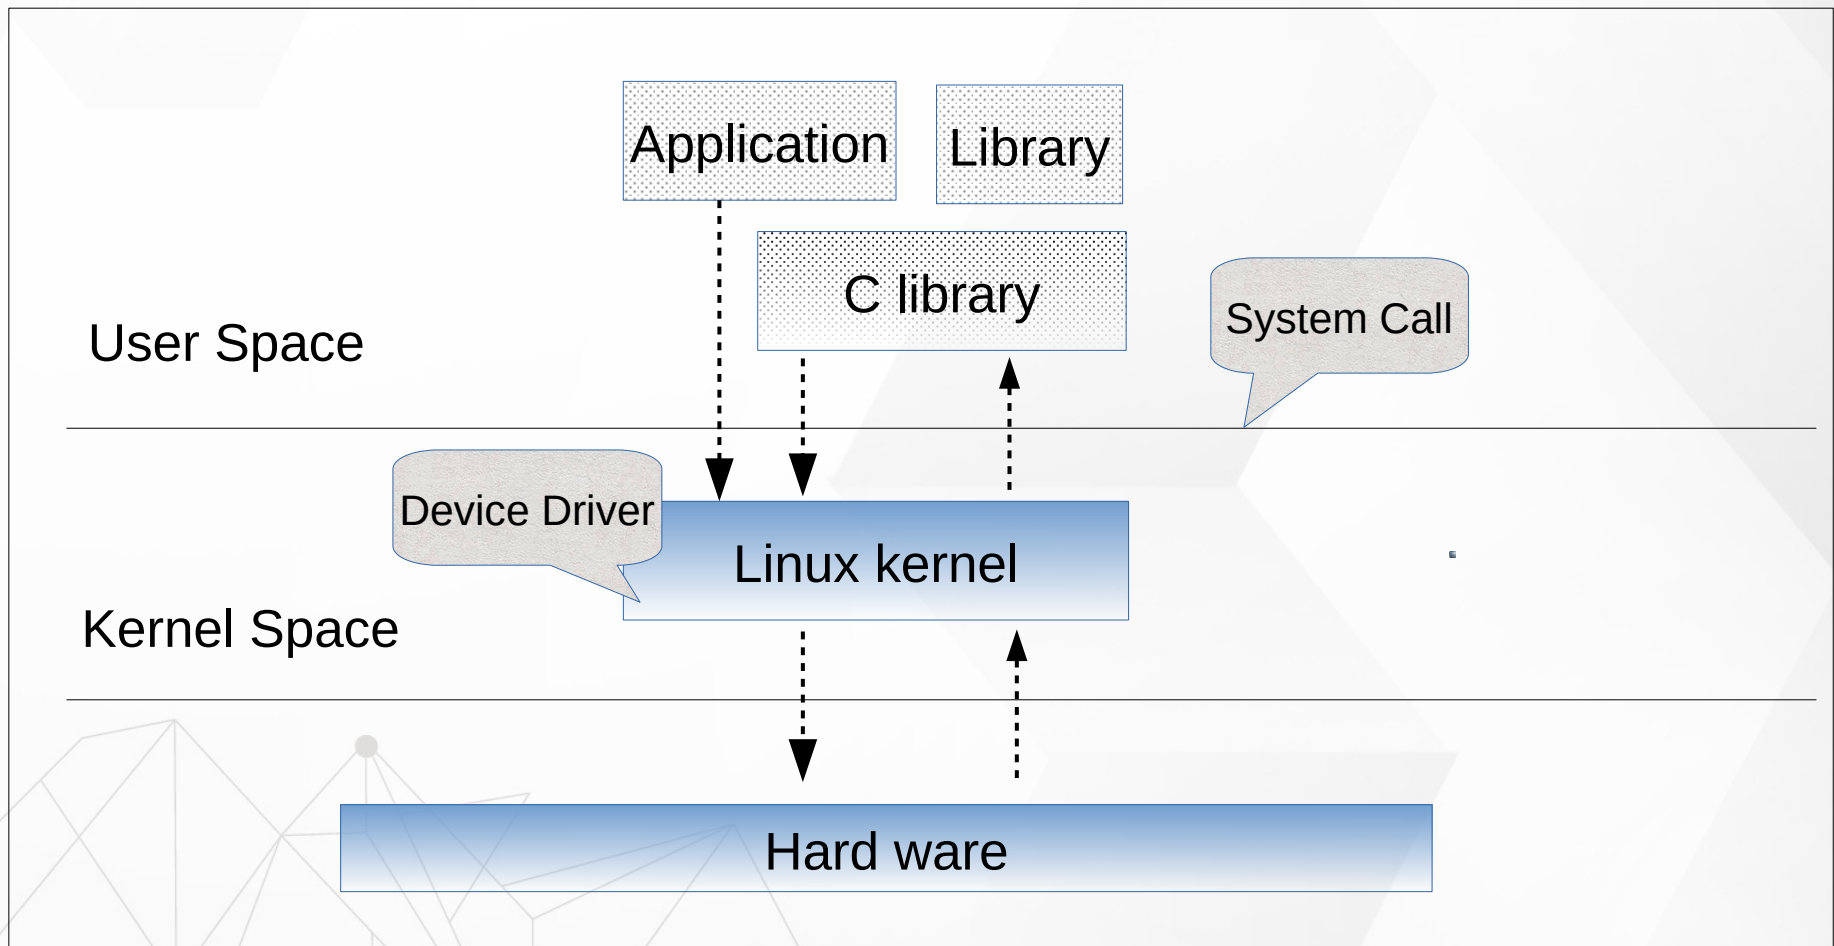 Application
Library
C library
System Call
User Space
Device Driver
Linux kernel
Kernel Space
Hard ware